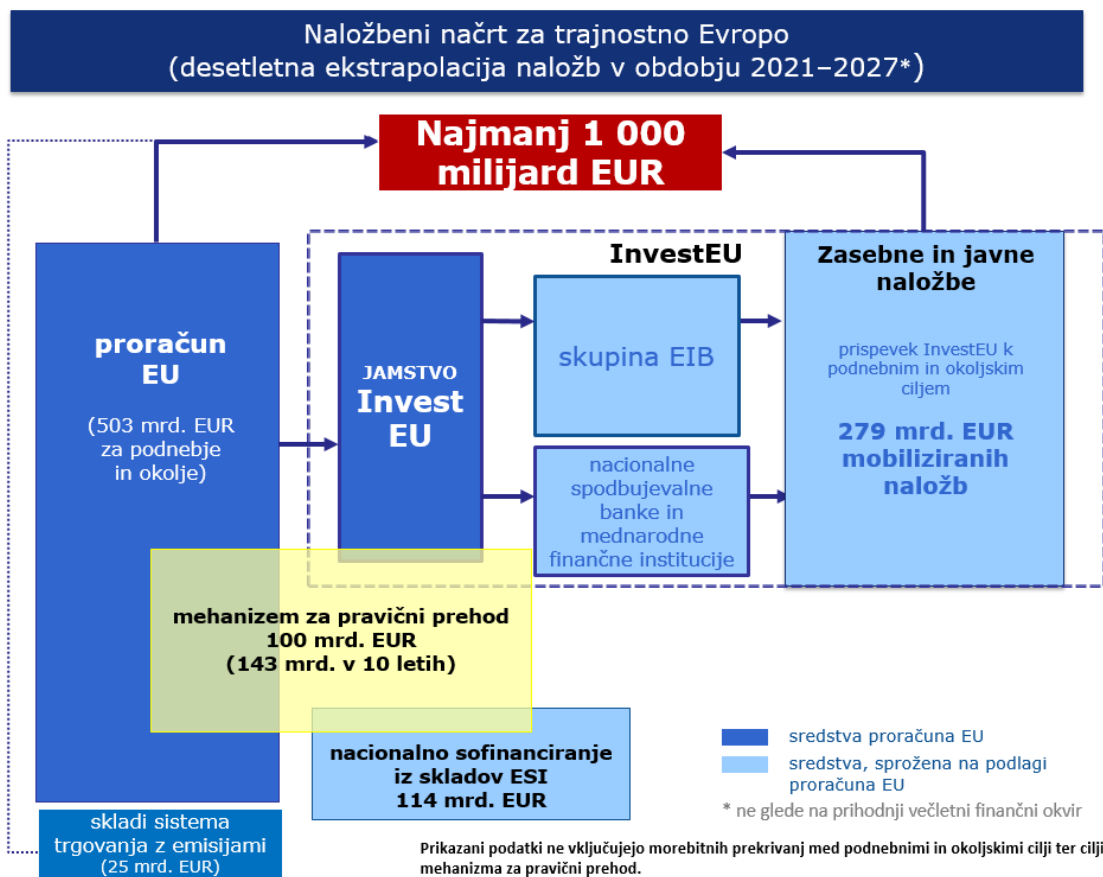 Naložbeni načrt za trajnostno Evropo
(desetletna ekstrapolacija naložb v obdobju 2021–2027*)
Najmanj 1 000
milijard EUR
proračun
EU
(503 mrd. EUR
za podnebje
in okolje)
JAMSTVO
Invest
EU
InvestEU
skupina EIB
nacionalne
spodbujevalne
banke in
mednarodne
finančne institucije
Zasebne in javne
naložbe
prispevek InvestEU k
podnebnim in okoljskim
ciljem
279 mrd. EUR
mobiliziranih
naložb
mehanizem za pravični prehod
100 mrd. EUR
(143 mrd. v 10 letih)
nacionalno sofinanciranje
iz skladov ESI
114 mrd. EUR
skladi sistema
trgovanja z emisijami
(25 mrd. EUR)
sredstva proračuna EU
sredstva, sprožena na podlagi
proračuna EU
* ne glede na prihodnji večletni finančni okvir
Prikazani podatki ne vključujejo morebitnih prekrivanj med podnebnimi in okoljskimi cilji ter cilji
mehanizma za pravični prehod.